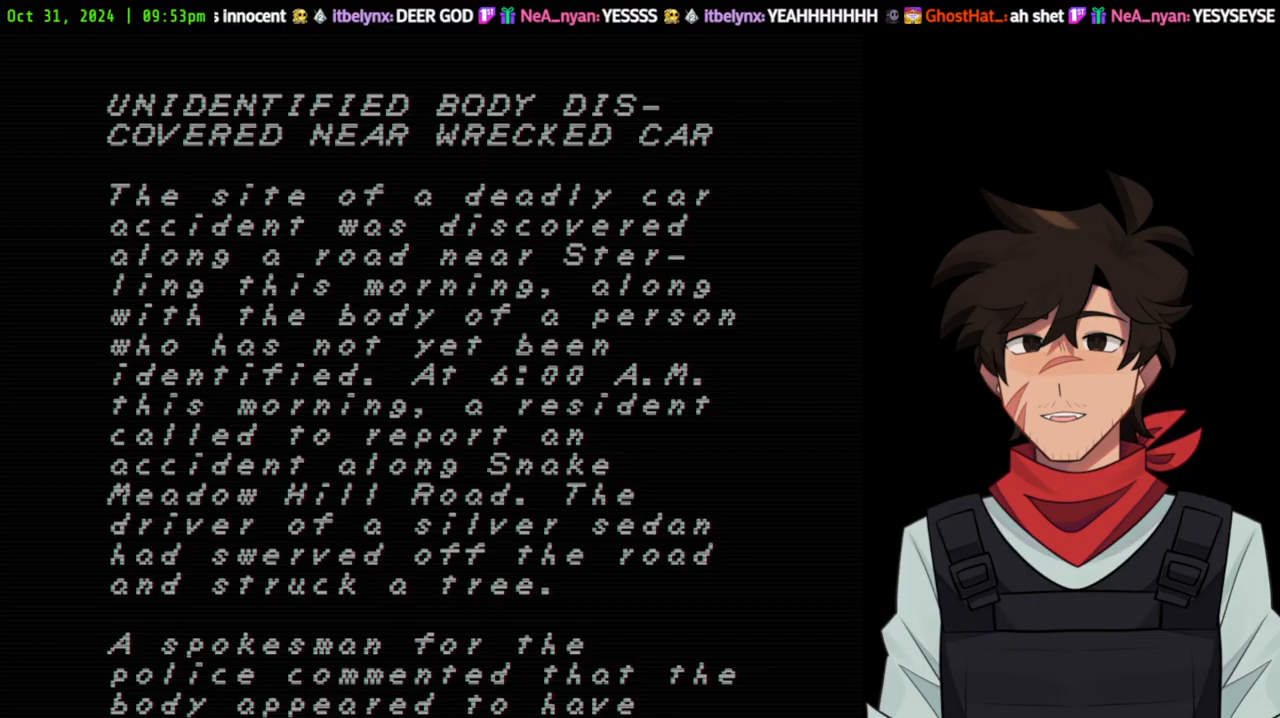 Oct 31, 2024 | 09:53pm s innocent itbelynx: DEER GOD NeA_nyan: YESSSS itbelynx: YEAHHHHHHH GhostHat_: ah shet NeA_nyan: YESYSEYSE
UNIDENTIFIED BODY DIS-
COVERED NEAR WRECKED CAR
The site of a deadly car
accident was discovered
along a road near Ster-
ling this morning, along
with the body of a person
who has not yet been
identified. At 6:00 A.M.
this morning, a resident
called to report an
accident along Snake
Meadow Hill Road. The
driver of a silver sedan
had swerved off the road
and struck a tree.
A spokesman for the
police commented that the
body appeared to have